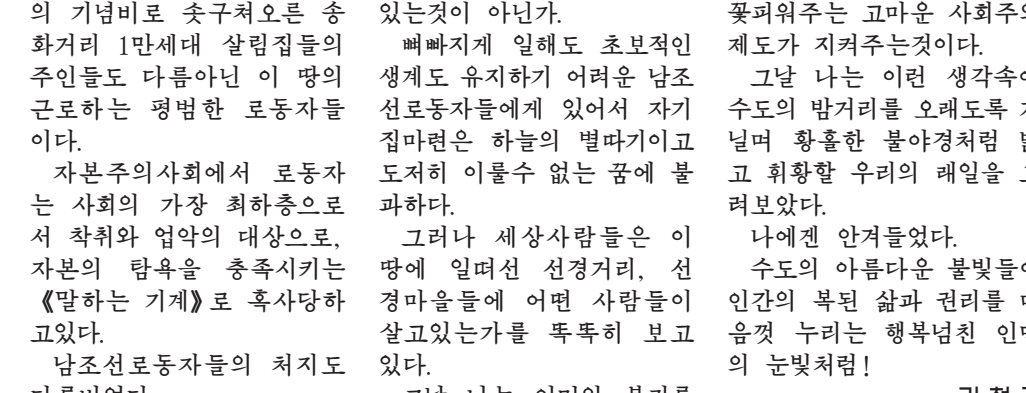 의 기념비로 솟구쳐오른 송
화거리 1만세대 살림집들의
주인들도 다름아닌 이 땅의
근로하는 평범한 로동자들
이다.
자본주의사회에서 로동자
는 사회의 가장 최하층으로
서 착취와 압박의 대상으로,
자본의 탐욕을 충족시키는
《말하는 기계》로 혹사당하
고있다.
남조선로동자들의 처지도
있는것이 아닌가.
뼈빠지게 일해도 초보적인
생계도 유지하기 어려운 남조
선로동자들에게 있어서 자기
집마련은 하늘의 별따기이고
도저히 이룰수 없는 꿈에 불
과하다.
그러나 세상사람들은 이
땅에 일떠선 선경거리, 선
경마을들에 어떤 사람들이
살고있는가를 똑똑히 보고
있다.
꽃피워주는 고마운 사회주의
제도가 지켜주는것이다.
그날 나는 이런 생각속에
수도의 밤거리를 오래도록
닐며 황홀한 불야경처럼
고 휘황할 우리의 래일을
려보았다.
나에겐 안겨들었다.
수도의 아름다운 불빛들이
인간의 복된 삶과 권리를
음껏 누리는 행복넘친
의 눈빛처럼!